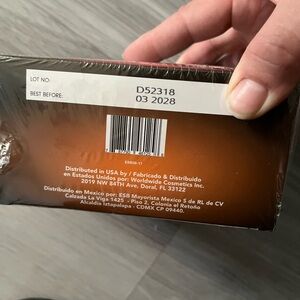 LOT NO:
D52318
BEST BEFORE:
03 2028
Distributed in USA by / Fabricado & Distribuido
en Estados Unidos por: Worldwide Cosmetics Inc.
2019 NW 84TH Ave, Doral, FL 33122
Distribuido en Mexico por: ESB Mayorista Mexico S de RL de CV
Calzada La Viga 1425 - Piso 2, Colonia el Retoño
Alcaldia Iztapalapa - CDMX CP 09440.